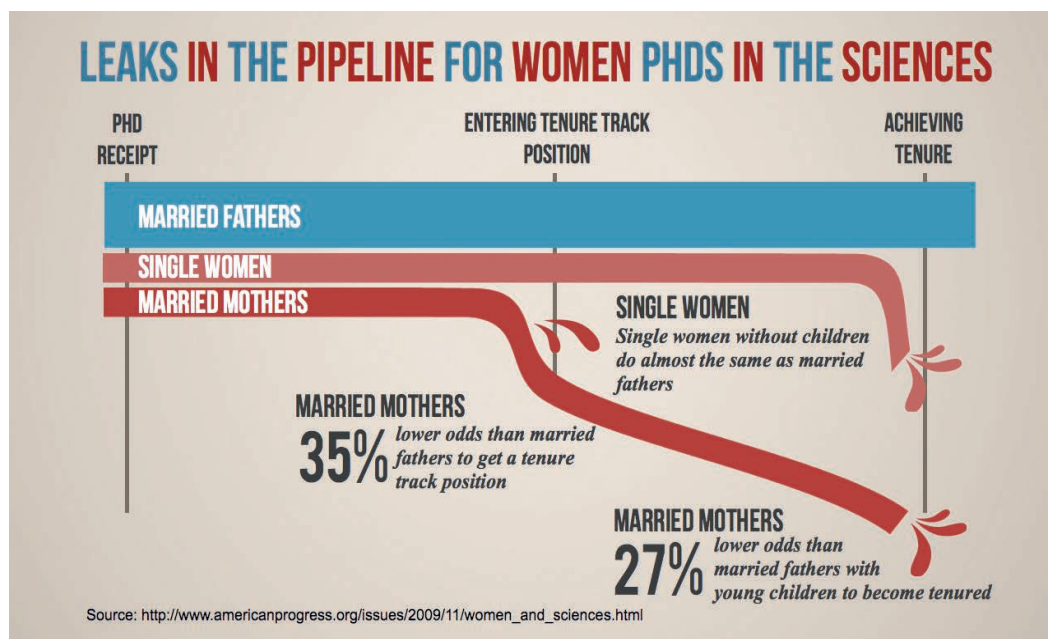 LEAKS IN THE PIPELINE FOR WOMEN PHDS IN THE SCIENCES
PHD
RECEIPT
ENTERING TENURE TRACK
POSITION
ACHIEVING
TENURE
MARRIED FATHERS
SINGLE WOMEN
MARRIED MOTHERS
SINGLE WOMEN
Single women without children
do almost the same as married
fathers
MARRIED MOTHERS
35%
lower odds than married
fathers to get a tenure
track position
MARRIED MOTHERS
27%
lower odds than
married fathers with
young children to become tenured
Source: http://www.americanprogress.org/issues/2009/11/women_and_sciences.html